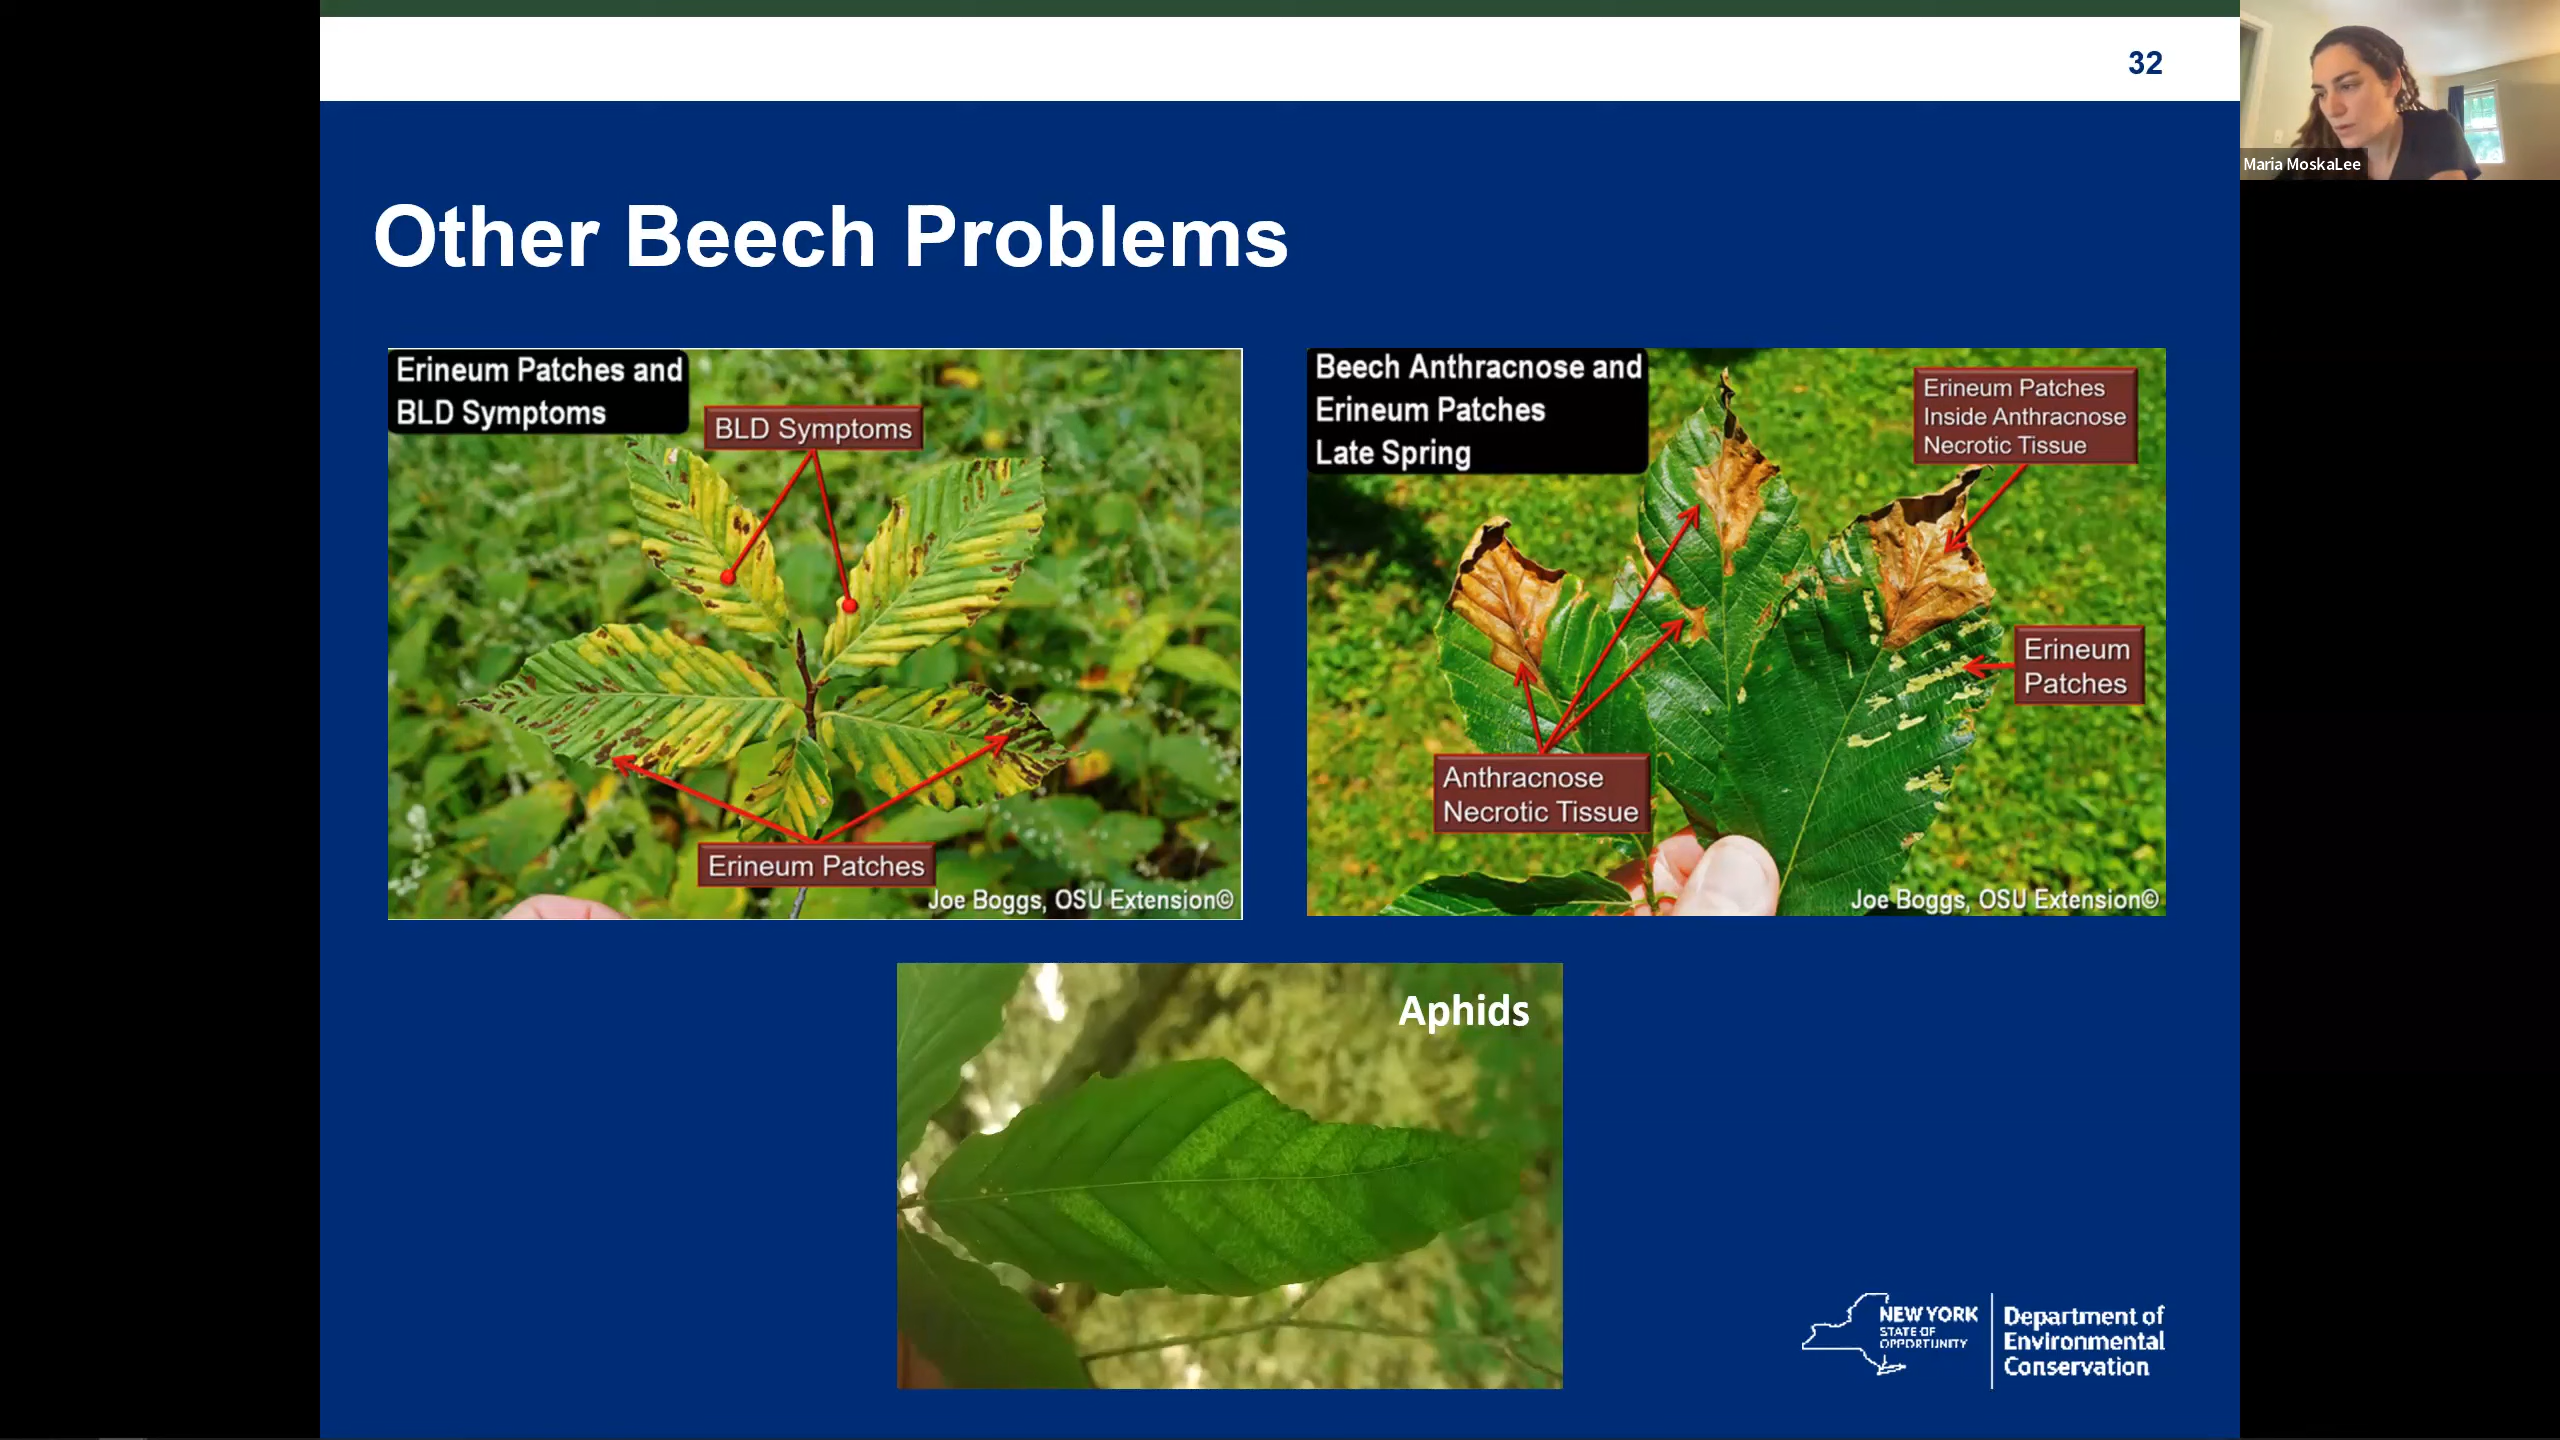 32
Maria MoskaLee
Other Beech Problems
Erineum Patches and
BLD Symptoms
BLD Symptoms
Erineum Patches
Joe Boggs, OSU Extension©
Beech Anthracnose and
Erineum Patches
Late Spring
Erineum Patches
Inside Anthracnose
Necrotic Tissue
Erineum
Patches
Anthracnose
Necrotic Tissue
Joe Boggs, OSU Extension©
Aphids
NEW YORK
STATE OF
OPPORTUNITY
Department of
Environmental
Conservation